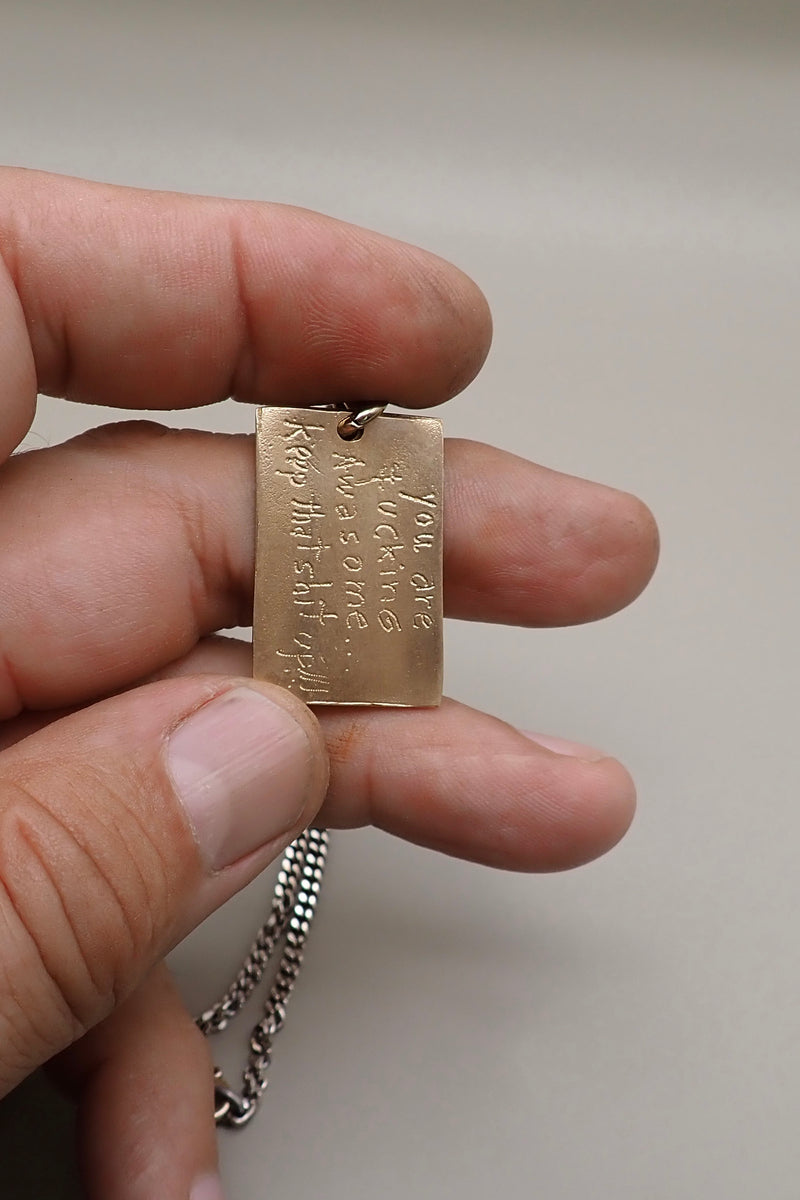 you are
fucking
Awasome...
keep that shit up!!!